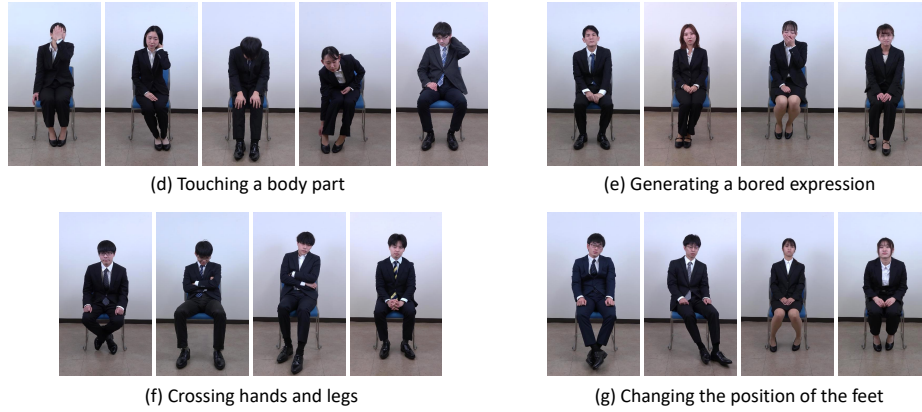 (d) Touching a body part
(e) Generating a bored expression
(f) Crossing hands and legs
(g) Changing the position of the feet